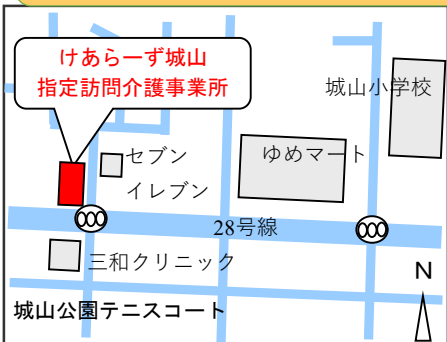 けあらーず城山
指定訪問介護事業所
城山小学校
セブン
イレブン
ゆめマート
28号線
三和クリニック
N
城山公園テニスコート